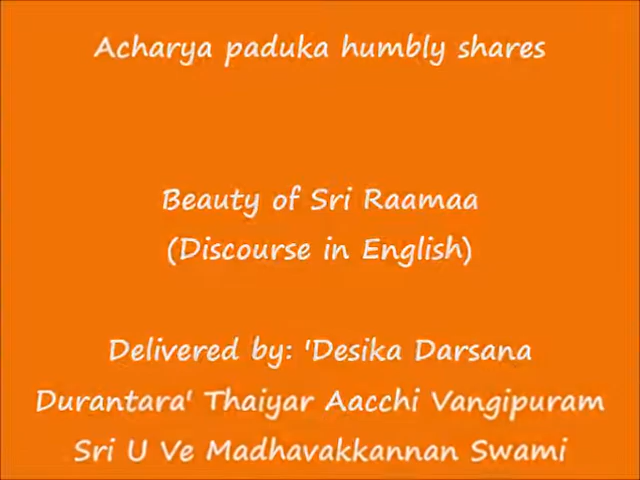 Acharya paduka humbly shares
Beauty of Sri Raamaa
(Discourse in English)
Delivered by: 'Desika Darsana
Durantara' Thaiyar Aacchi Vangipuram
Sri U Ve Madhavakkannan Swami